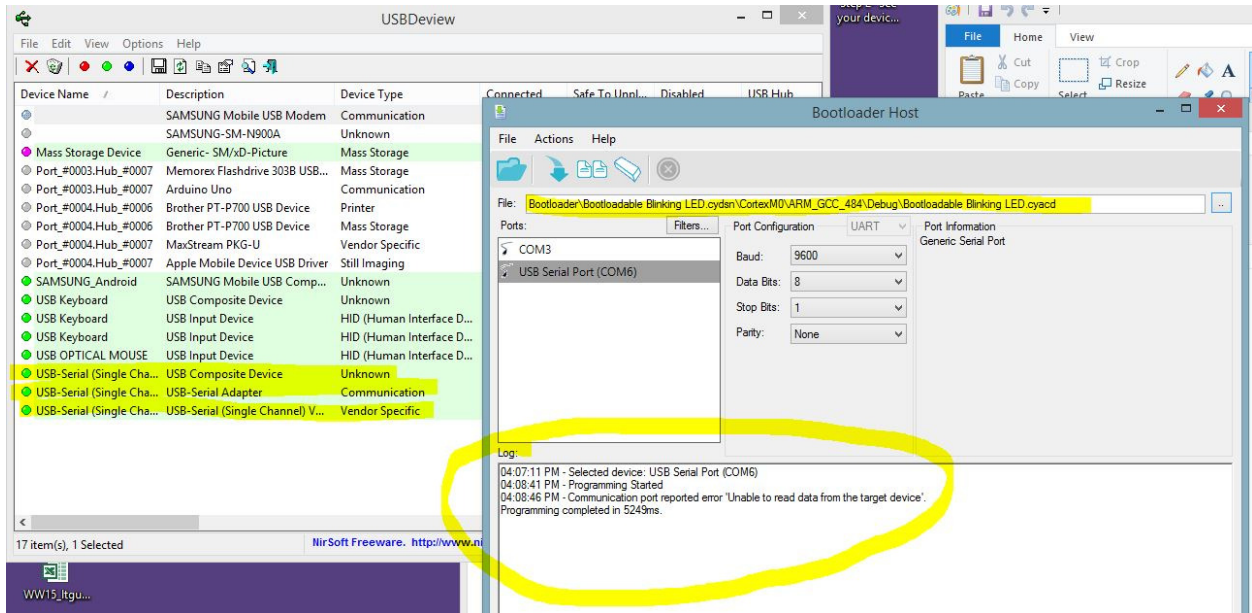 USBDeview
File Edit View Options Help
Device Name / Description Device Type Connected Safe To Unpl... Disabled USB Hub
SAMSUNG Mobile USB Modem Communication
SAMSUNG-SM-N900A Unknown
Mass Storage Device Generic- SM/xD-Picture Mass Storage
Port_#0003.Hub_#0007 Memorex Flashdrive 303B USB... Mass Storage
Port_#0003.Hub_#0007 Arduino Uno Communication
Port_#0004.Hub_#0006 Brother PT-P700 USB Device Printer
Port_#0004.Hub_#0006 Brother PT-P700 USB Device Mass Storage
Port_#0004.Hub_#0007 MaxStream PKG-U Vendor Specific
Port_#0004.Hub_#0007 Apple Mobile Device USB Driver Still Imaging
SAMSUNG_Android SAMSUNG Mobile USB Comp... Unknown
USB Keyboard USB Composite Device Unknown
USB Keyboard USB Input Device HID (Human Interface D...
USB Keyboard USB Input Device HID (Human Interface D...
USB OPTICAL MOUSE USB Input Device HID (Human Interface D...
USB-Serial (Single Cha... USB Composite Device Unknown
USB-Serial (Single Cha... USB-Serial Adapter Communication
USB-Serial (Single Cha... USB-Serial (Single Channel) V... Vendor Specific
17 item(s), 1 Selected
NirSoft Freeware. http://www.ni
WW15_ltgu...
your devic...
File Home View
Cut
Copy
Paste
Select
Crop
Resize
A
Bootloader Host
File Actions Help
File: Bootloader\Bootloadable Blinking LED.cydsn\CortexM0\ARM_GCC_484\Debug\Bootloadable Blinking LED.cyacd ..
Ports: Filters...
COM3
USB Serial Port (COM6)
Port Configuration UART
Baud: 9600
Data Bits: 8
Stop Bits: 1
Parity: None
Port Information
Generic Serial Port
Log:
04:07:11 PM - Selected device: USB Serial Port (COM6)
04:08:41 PM - Programming Started
04:08:46 PM - Communication port reported error 'Unable to read data from the target device'.
Programming completed in 5249ms.